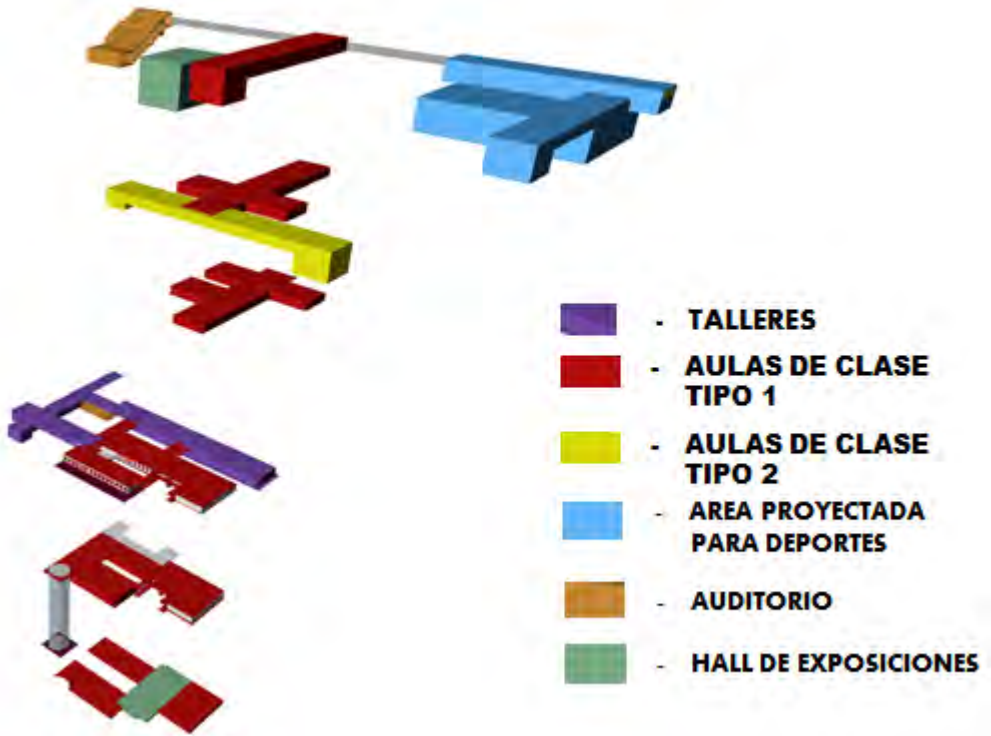 - TALLERES
- AULAS DE CLASE
TIPO 1
- AULAS DE CLASE
TIPO 2
- AREA PROYECTADA
PARA DEPORTES
- AUDITORIO
- HALL DE EXPOSICIONES